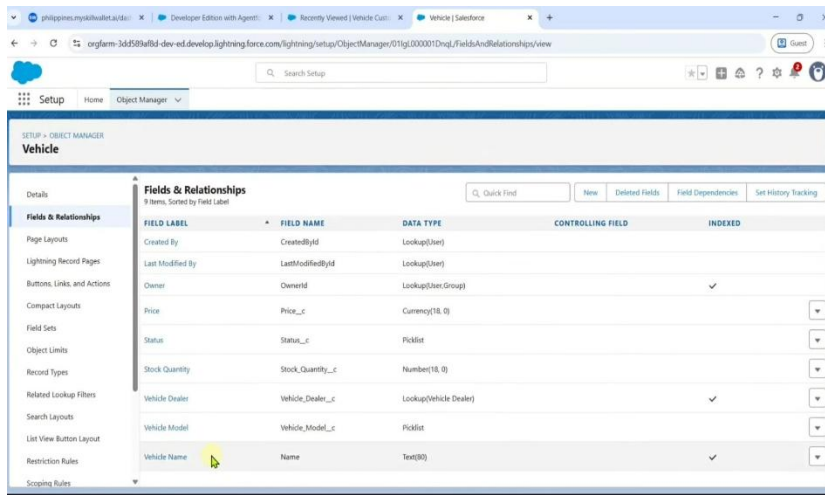 philippines.myskillwallet.ai/das
Developer Edition with Agentf
Recently Viewed | Vehicle Cust
Vehicle | Salesforce
orgfarm-3dd589af8d-dev-ed.develop.lightning.force.com/lightning/setup/ObjectManager/01IgL000001DnqL/FieldsAndRelationships/view
Guest
Search Setup
Setup Home Object Manager
SETUP > OBJECT MANAGER
Vehicle
Details
Fields & Relationships
Page Layouts
Lightning Record Pages
Buttons, Links, and Actions
Compact Layouts
Field Sets
Object Limits
Record Types
Related Lookup Filters
Search Layouts
List View Button Layout
Restriction Rules
Scoping Rules
Fields & Relationships
9 Items, Sorted by Field Label
Quick Find
New Deleted Fields Field Dependencies Set History Tracking
FIELD LABEL FIELD NAME DATA TYPE CONTROLLING FIELD INDEXED
Created By CreatedById Lookup(User)
Last Modified By LastModifiedById Lookup(User)
Owner OwnerId Lookup(User,Group)
Price Price__c Currency(18, 0)
Status Status__c Picklist
Stock Quantity Stock_Quantity__c Number(18, 0)
Vehicle Dealer Vehicle_Dealer__c Lookup(Vehicle Dealer)
Vehicle Model Vehicle_Model__c Picklist
Vehicle Name Name Text(80)